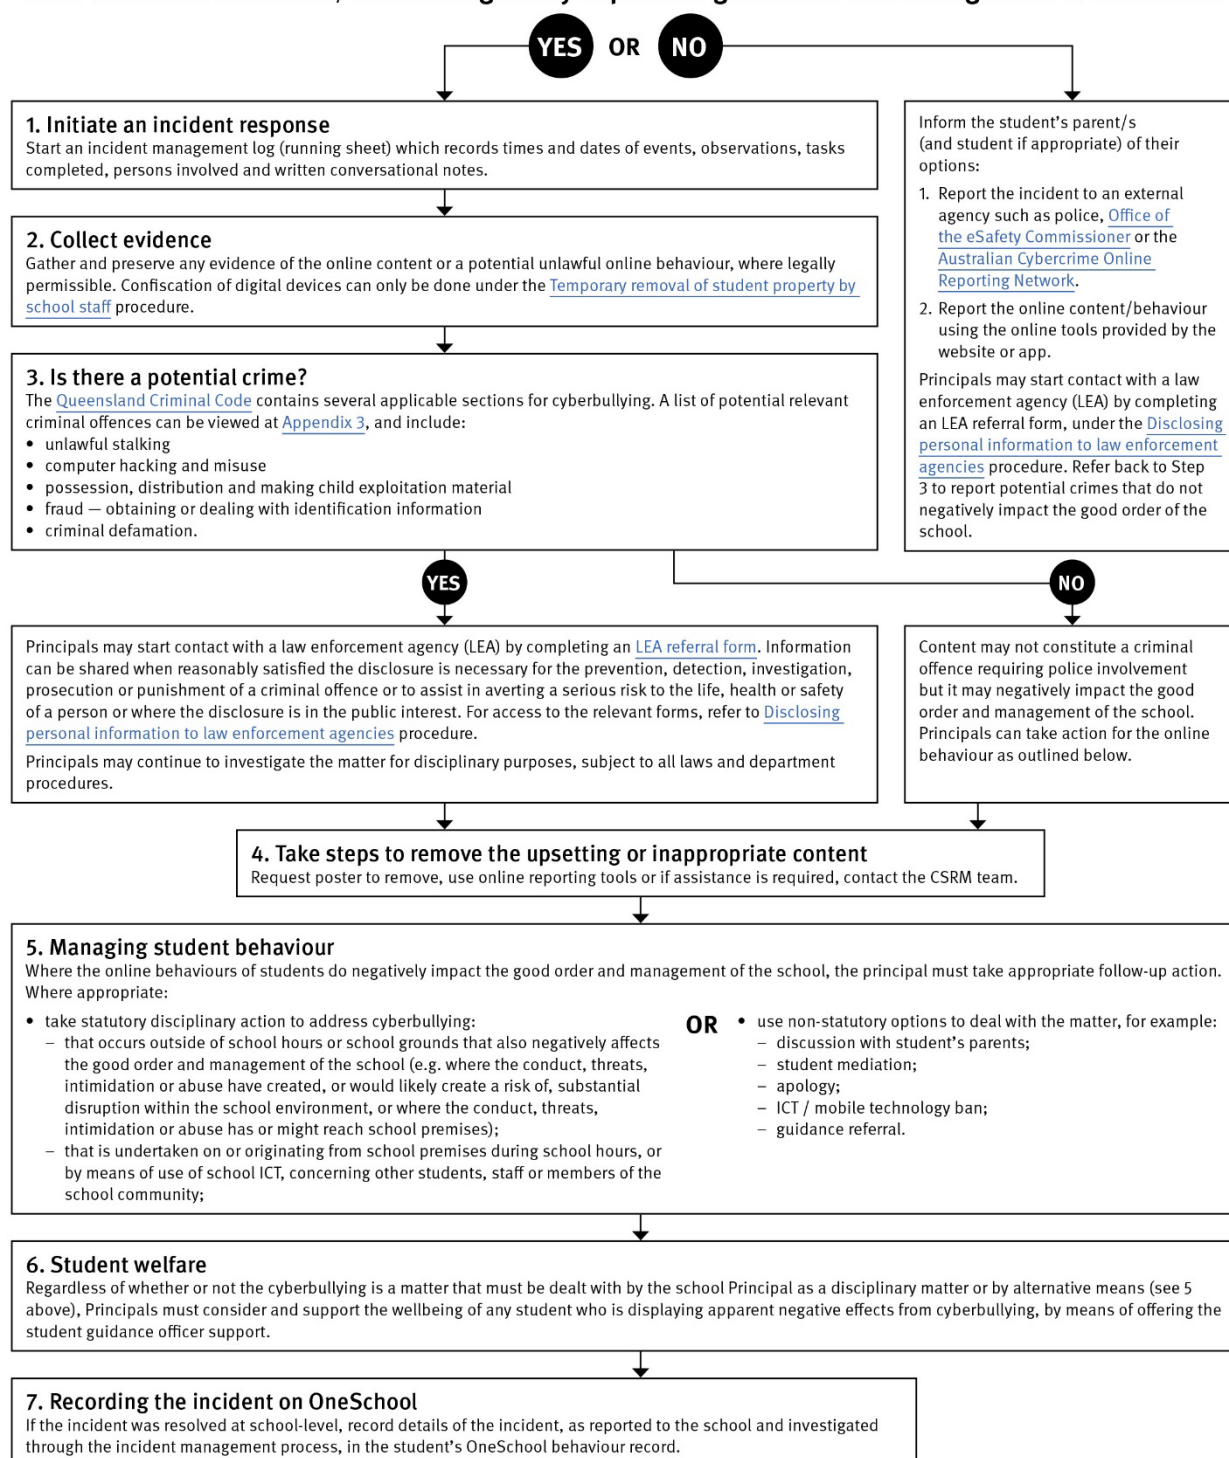 YES OR NO
1. Initiate an incident response
Start an incident management log (running sheet) which records times and dates of events, observations, tasks
completed, persons involved and written conversational notes.
2. Collect evidence
Gather and preserve any evidence of the online content or a potential unlawful online behaviour, where legally
permissible. Confiscation of digital devices can only be done under the Temporary removal of student property by
school staff procedure.
3. Is there a potential crime?
The Queensland Criminal Code contains several applicable sections for cyberbullying. A list of potential relevant
criminal offences can be viewed at Appendix 3, and include:
• unlawful stalking
• computer hacking and misuse
• possession, distribution and making child exploitation material
• fraud — obtaining or dealing with identification information
• criminal defamation.
Inform the student's parent/s
(and student if appropriate) of their
options:
1. Report the incident to an external
agency such as police, Office of
the eSafety Commissioner or the
Australian Cybercrime Online
Reporting Network.
2. Report the online content/behaviour
using the online tools provided by the
website or app.
Principals may start contact with a law
enforcement agency (LEA) by completing
an LEA referral form, under the Disclosing
personal information to law enforcement
agencies procedure. Refer back to Step
3 to report potential crimes that do not
negatively impact the good order of the
school.
YES
NO
Principals may start contact with a law enforcement agency (LEA) by completing an LEA referral form. Information
can be shared when reasonably satisfied the disclosure is necessary for the prevention, detection, investigation,
prosecution or punishment of a criminal offence or to assist in averting a serious risk to the life, health or safety
of a person or where the disclosure is in the public interest. For access to the relevant forms, refer to Disclosing
personal information to law enforcement agencies procedure.
Principals may continue to investigate the matter for disciplinary purposes, subject to all laws and department
procedures.
Content may not constitute a criminal
offence requiring police involvement
but it may negatively impact the good
order and management of the school.
Principals can take action for the online
behaviour as outlined below.
4. Take steps to remove the upsetting or inappropriate content
Request poster to remove, use online reporting tools or if assistance is required, contact the CSRM team.
5. Managing student behaviour
Where the online behaviours of students do negatively impact the good order and management of the school, the principal must take appropriate follow-up action.
Where appropriate:
• take statutory disciplinary action to address cyberbullying:
– that occurs outside of school hours or school grounds that also negatively affects
the good order and management of the school (e.g. where the conduct, threats,
intimidation or abuse have created, or would likely create a risk of, substantial
disruption within the school environment, or where the conduct, threats,
intimidation or abuse has or might reach school premises);
– that is undertaken on or originating from school premises during school hours, or
by means of use of school ICT, concerning other students, staff or members of the
school community;
OR
• use non-statutory options to deal with the matter, for example:
– discussion with student's parents;
– student mediation;
– apology;
– ICT / mobile technology ban;
– guidance referral.
6. Student welfare
Regardless of whether or not the cyberbullying is a matter that must be dealt with by the school Principal as a disciplinary matter or by alternative means (see 5
above), Principals must consider and support the wellbeing of any student who is displaying apparent negative effects from cyberbullying, by means of offering the
student guidance officer support.
7. Recording the incident on OneSchool
If the incident was resolved at school-level, record details of the incident, as reported to the school and investigated
through the incident management process, in the student's OneSchool behaviour record.